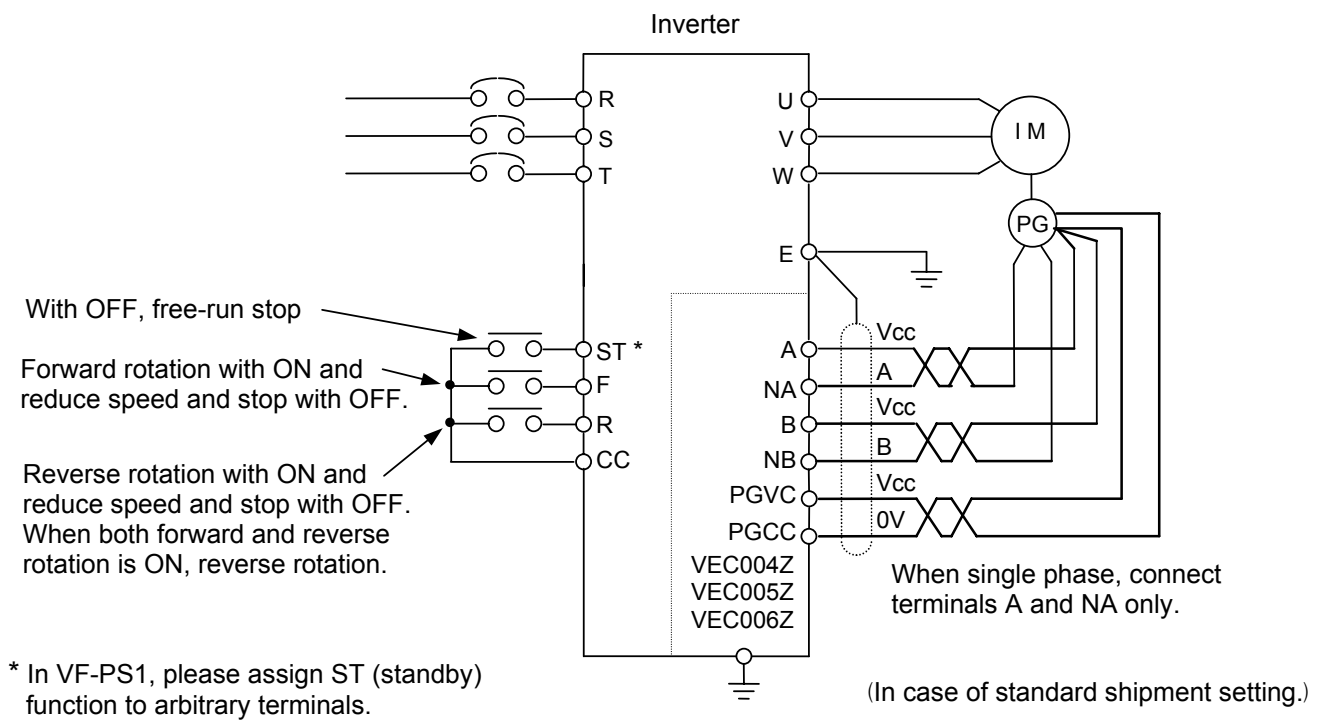 Inverter
R
S
T
U
V
W
I M
PG
E
With OFF, free-run stop
Forward rotation with ON and
reduce speed and stop with OFF.
Reverse rotation with ON and
reduce speed and stop with OFF.
When both forward and reverse
rotation is ON, reverse rotation.
ST *
F
R
CC
A
NA
B
NB
PGVC
PGCC
Vcc
A
Vcc
B
Vcc
0V
VEC004Z
VEC005Z
VEC006Z
When single phase, connect
terminals A and NA only.
* In VF-PS1, please assign ST (standby)
function to arbitrary terminals.
(In case of standard shipment setting.)